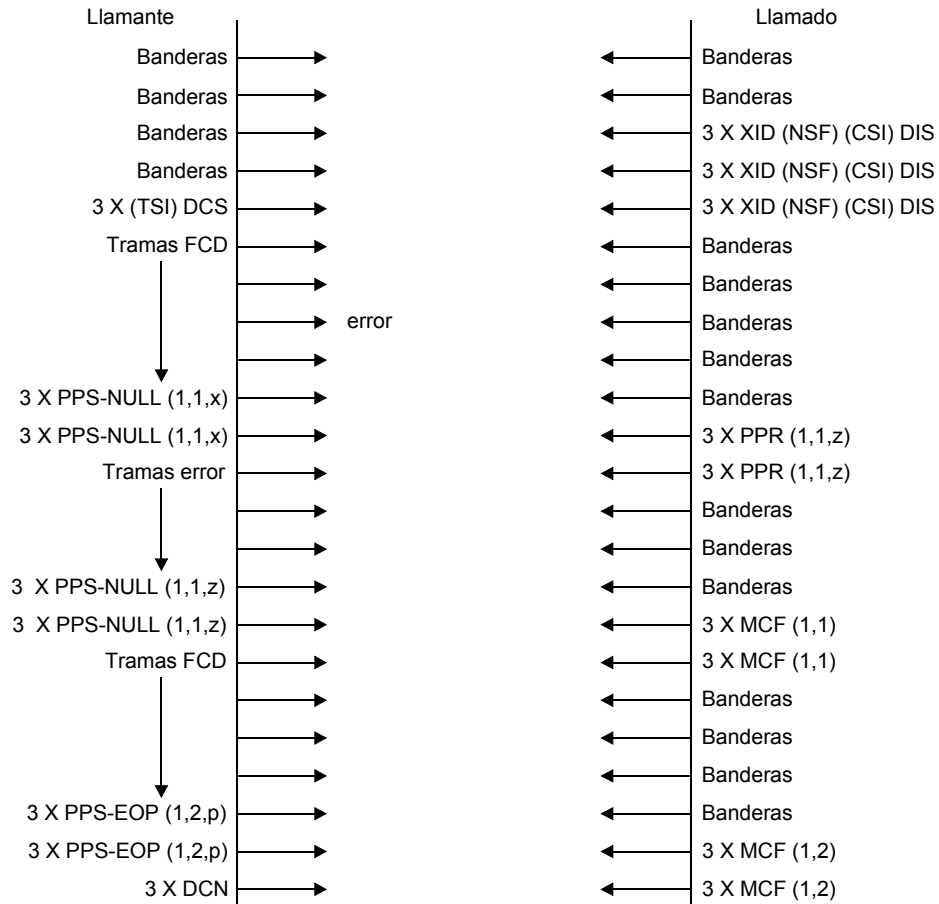 Llamante Llamado
Banderas Banderas
Banderas Banderas
Banderas 3 X XID (NSF) (CSI) DIS
Banderas 3 X XID (NSF) (CSI) DIS
3 X (TSI) DCS 3 X XID (NSF) (CSI) DIS
Tramas FCD Banderas
Banderas
error Banderas
Banderas
3 X PPS-NULL (1,1,x) Banderas
3 X PPS-NULL (1,1,x) 3 X PPR (1,1,z)
Tramas error 3 X PPR (1,1,z)
Banderas
Banderas
3 X PPS-NULL (1,1,z) Banderas
3 X PPS-NULL (1,1,z) 3 X MCF (1,1)
Tramas FCD 3 X MCF (1,1)
Banderas
Banderas
Banderas
3 X PPS-EOP (1,2,p) Banderas
3 X PPS-EOP (1,2,p) 3 X MCF (1,2)
3 X DCN 3 X MCF (1,2)